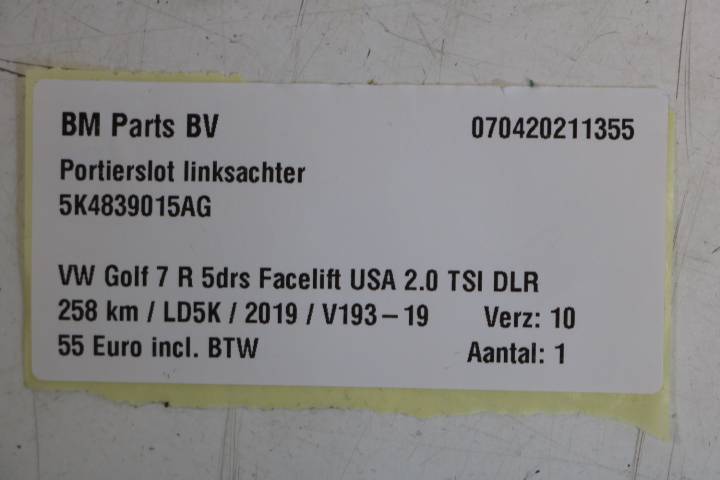 BM Parts BV 070420211355
Portierslot linksachter
5K4839015AG
VW Golf 7 R 5drs Facelift USA 2.0 TSI DLR
258 km / LD5K / 2019 / V193-19 Verz: 10
55 Euro incl. BTW Aantal: 1